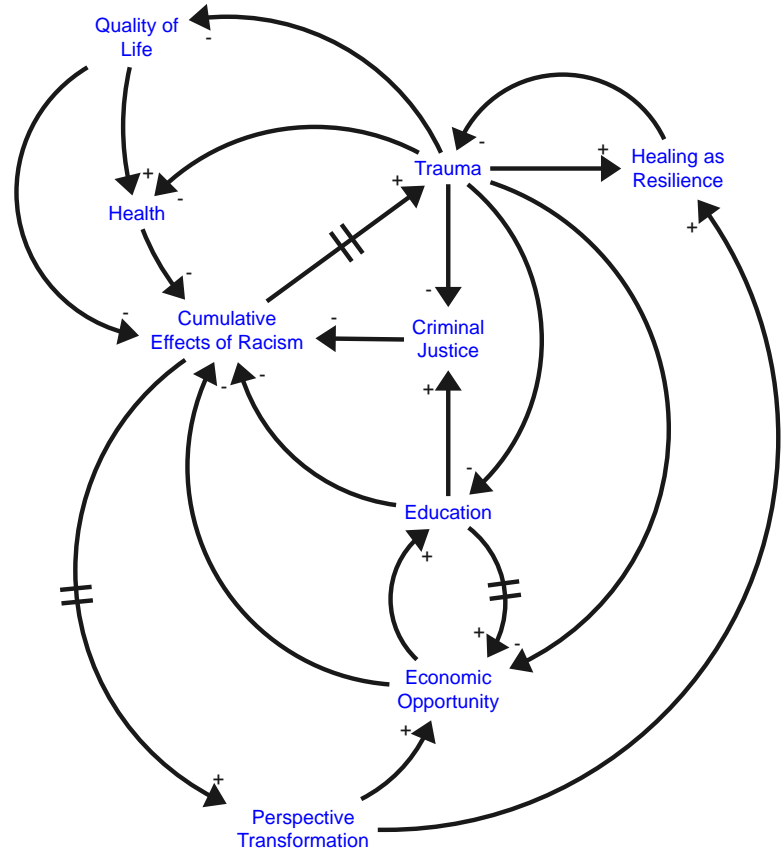 Quality of
Life
-
-
Trauma
+
Healing as
Resilience
+
-
+
+
Health
-
-
-
-
Cumulative
Effects of Racism
Criminal
Justice
-
-
+
-
Education
+
+
-
Economic
Opportunity
+
+
Perspective
Transformation